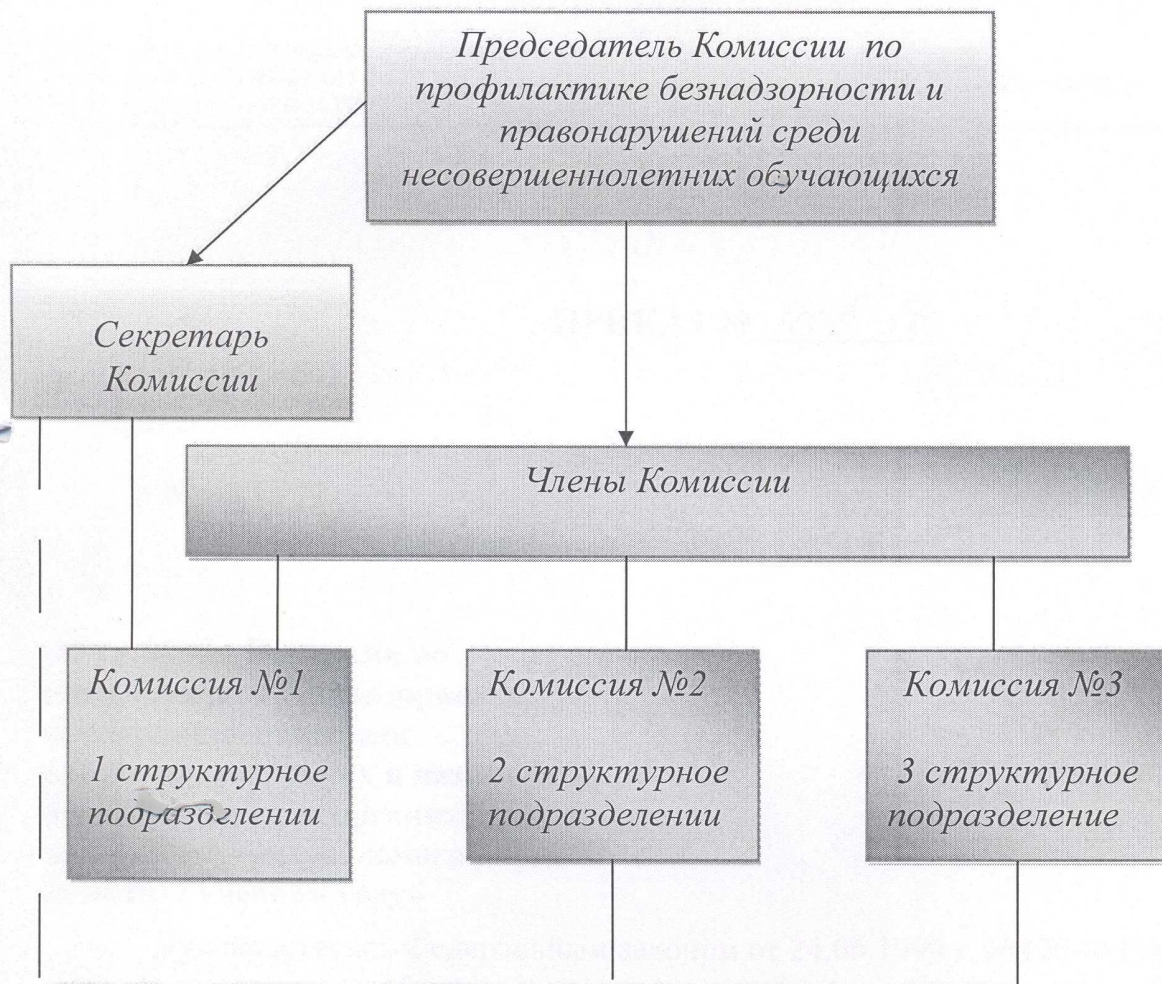 Председатель Комиссии по
профилактике безнадзорности и
правонарушений среди
несовершеннолетних обучающихся
Секретарь
Комиссии
Члены Комиссии
Комиссия №1
1 структурное
подразделении
Комиссия №2
2 структурное
подразделении
Комиссия №3
3 структурное
подразделение